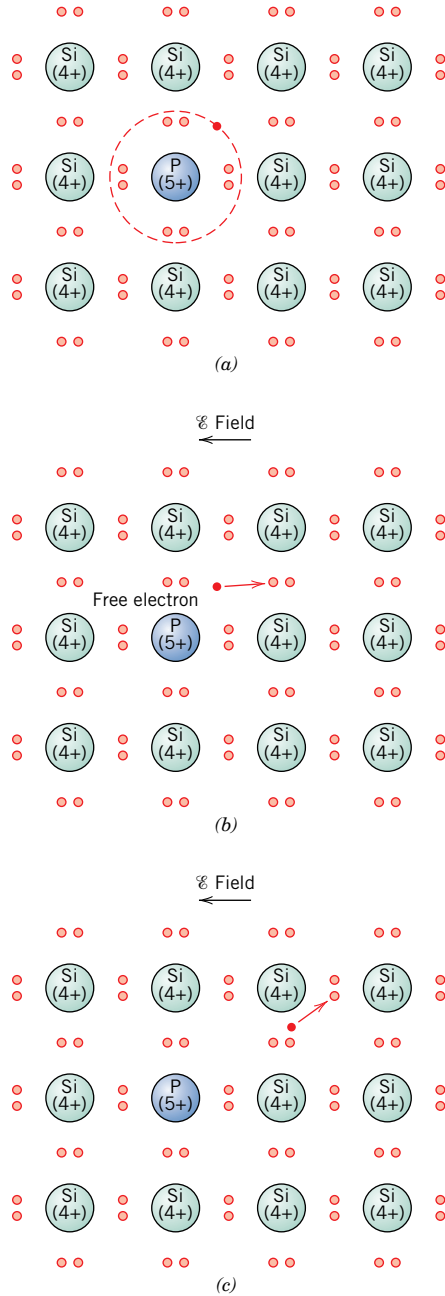 Si Si Si Si
(4+) (4+) (4+) (4+)
Si P Si Si
(4+) (5+) (4+) (4+)
Si Si Si Si
(4+) (4+) (4+) (4+)
(a)
ℰ Field
Si Si Si Si
(4+) (4+) (4+) (4+)
Free electron
Si P Si Si
(4+) (5+) (4+) (4+)
Si Si Si Si
(4+) (4+) (4+) (4+)
(b)
ℰ Field
Si Si Si Si
(4+) (4+) (4+) (4+)
Si P Si Si
(4+) (5+) (4+) (4+)
Si Si Si Si
(4+) (4+) (4+) (4+)
(c)